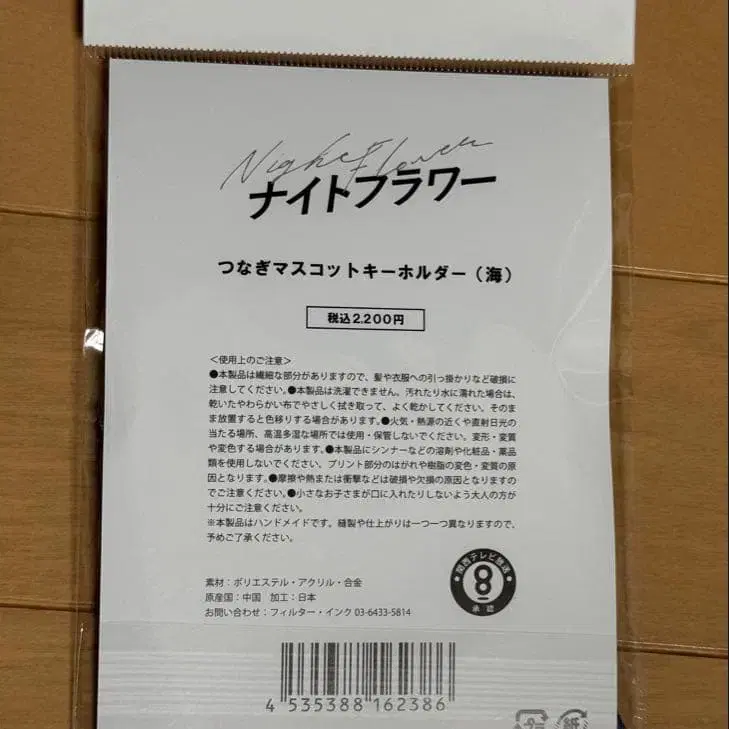 Night Flower
ナイトフラワー
つなぎマスコットキーホルダー（海）
税込2.200円
＜使用上のご注意＞
●本製品は繊細な部分がありますので、髪や衣服への引っ掛かりなど破損に
注意してください。●本製品は洗濯できません。汚れたり水に濡れた場合は、
乾いたやわらかい布でやさしく拭き取って、よく乾かしてください。そのま
ま放置すると色移りする場合があります。●火気・熱源の近くや直射日光の
当たる場所、高温多湿な場所では使用・保管しないでください。変形・変質
や変色する場合があります。●本製品にシンナーなどの溶剤や化粧品・薬品
類を使用しないでください。プリント部分のはがれや樹脂の変色・変質の原
因となります。●摩擦や熱または衝撃などは破損や欠損の原因となりますの
でご注意ください。●小さなお子さまが口に入れたりしないよう大人の方が
十分にご注意ください。
※本製品はハンドメイドです。縫製や仕上がりは一つ一つ異なりますので、
予めご了承ください。
素材：ポリエステル・アクリル・合金
原産国：中国　加工：日本
お問い合わせ：フィルター・インク 03-6433-5814
関西テレビ放送
8
承認
4 535388 162386
プラ
紙